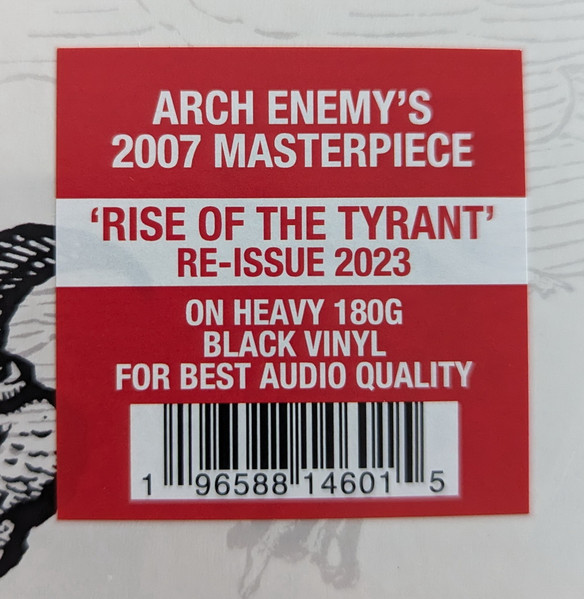 ARCH ENEMY'S
2007 MASTERPIECE
‘RISE OF THE TYRANT’
RE-ISSUE 2023
ON HEAVY 180G
BLACK VINYL
FOR BEST AUDIO QUALITY
1 96588 14601 5